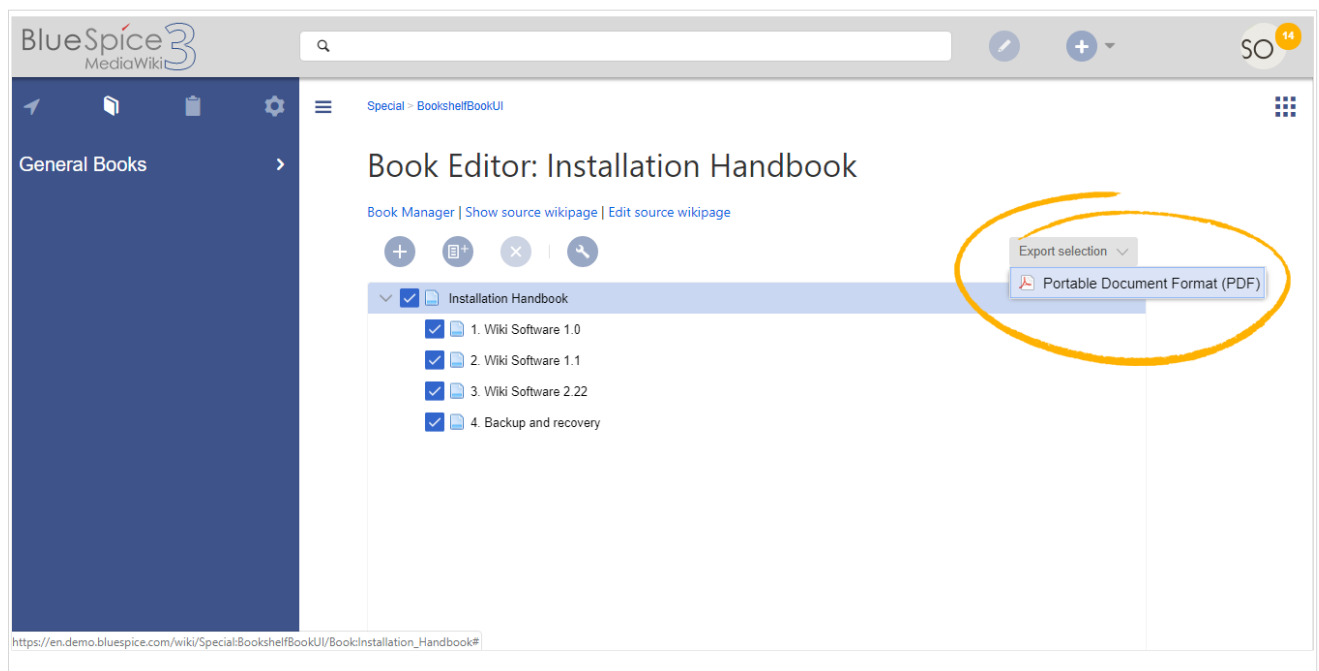 BlueSpice 3
MediaWiki
SO
14
Special > BookshelfBookUI
General Books
Book Editor: Installation Handbook
Book Manager | Show source wikipage | Edit source wikipage
Export selection
Portable Document Format (PDF)
Installation Handbook
1. Wiki Software 1.0
2. Wiki Software 1.1
3. Wiki Software 2.22
4. Backup and recovery
https://en.demo.bluespice.com/wiki/Special:BookshelfBookUI/Book:Installation_Handbook#